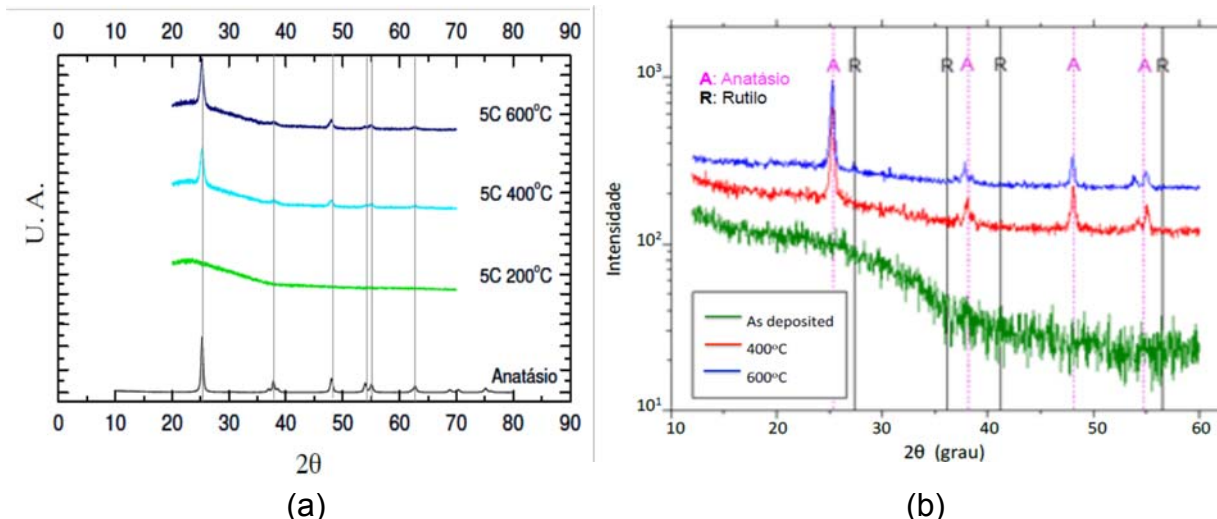 0 10 20 30 40 50 60 70 80 90
5C 600°C
5C 400°C
5C 200°C
Anatásio
U. A.
0 10 20 30 40 50 60 70 80 90
2θ
(a)
A R R A R A A R
A: Anatásio
R: Rutilo
10³
10²
10¹
Intensidade
As deposited
400°C
600°C
10 20 30 40 50 60
2θ (grau)
(b)